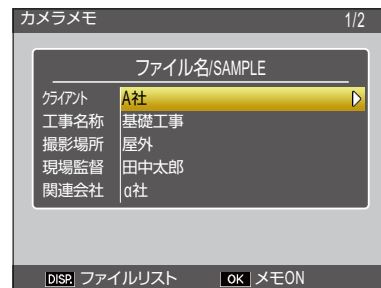 カメラメモ 1/2
ファイル名/SAMPLE
クライアント A社
工事名称 基礎工事
撮影場所 屋外
現場監督 田中太郎
関連会社 α社
DISP. ファイルリスト OK メモON